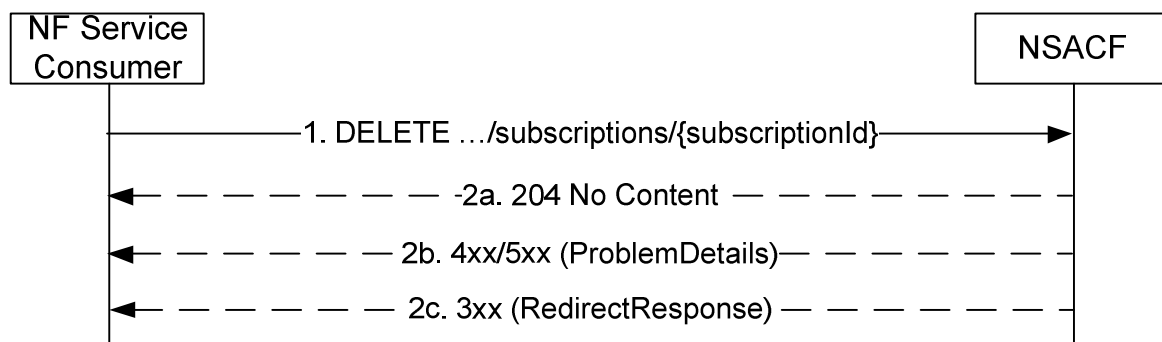 NF Service
Consumer
NSACF
1. DELETE …/subscriptions/{subscriptionId}
2a. 204 No Content
2b. 4xx/5xx (ProblemDetails)
2c. 3xx (RedirectResponse)